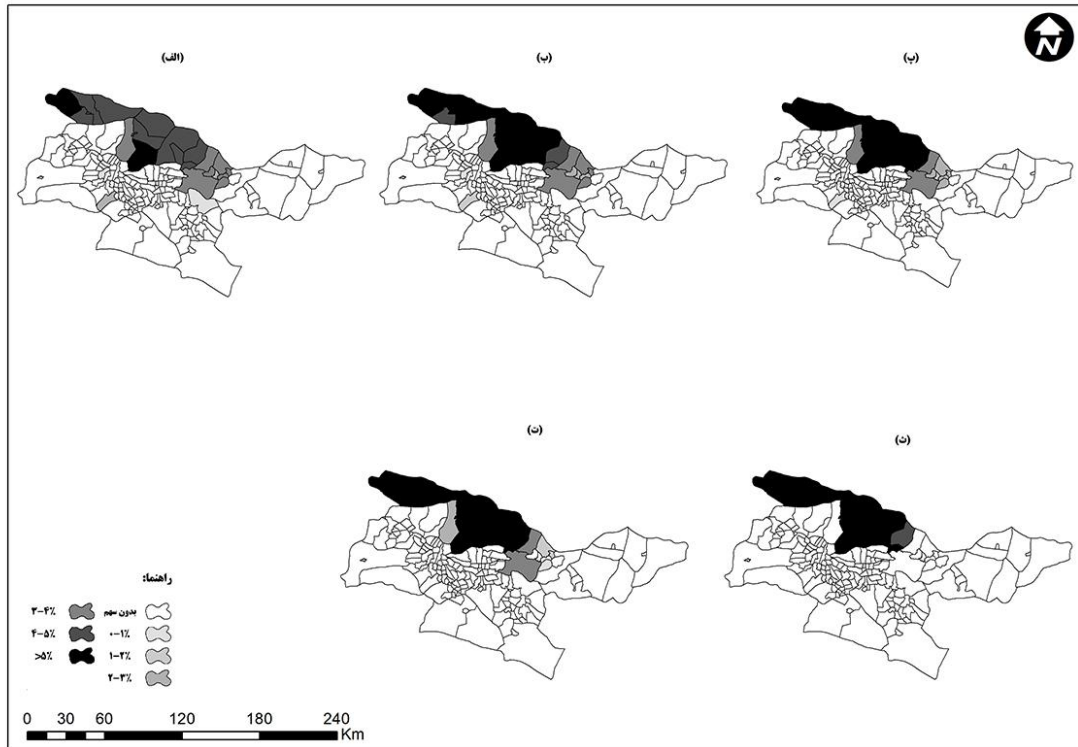 N
(الف)
(ب)
(پ)
(ت)
(ث)
راهنما:
بدون سهم
۰-۱%
۱-۲%
۲-۳%
۳-۴%
۴-۵%
>۵%
0 30 60 120 180 240
Km